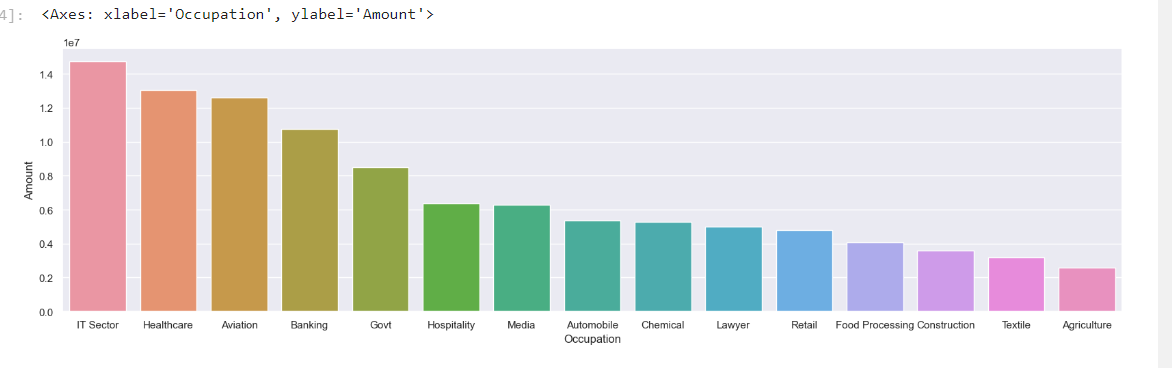 4]: <Axes: xlabel='Occupation', ylabel='Amount'>
1e7
1.4
1.2
1.0
0.8
0.6
0.4
0.2
0.0
Amount
IT Sector Healthcare Aviation Banking Govt Hospitality Media Automobile Chemical Lawyer Retail Food Processing Construction Textile Agriculture
Occupation